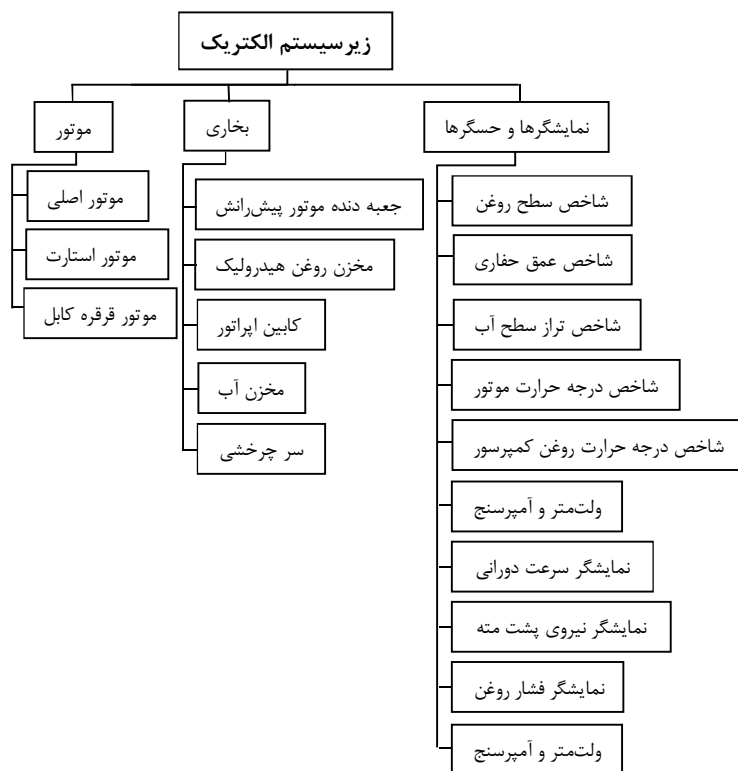 زیرسیستم الکتریک
نمایشگرها و حسگرها
شاخص سطح روغن
شاخص عمق حفاری
شاخص تراز سطح آب
شاخص درجه حرارت موتور
شاخص درجه حرارت روغن کمپرسور
ولت‌متر و آمپرسنج
نمایشگر سرعت دورانی
نمایشگر نیروی پشت مته
نمایشگر فشار روغن
ولت‌متر و آمپرسنج
بخاری
جعبه دنده موتور پیش‌رانش
مخزن روغن هیدرولیک
کابین اپراتور
مخزن آب
سر چرخشی
موتور
موتور اصلی
موتور استارت
موتور قرقره کابل